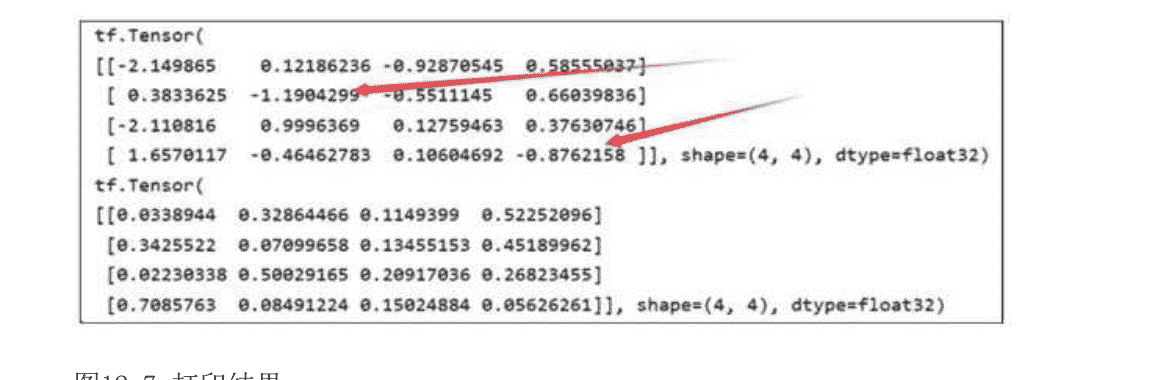 tf.Tensor(
[[-2.149865 0.12186236 -0.92870545 0.58555037]
[ 0.3833625 -1.1904299 -0.5511145 0.66039836]
[-2.110816 0.9996369 0.12759463 0.37630746]
[ 1.6570117 -0.46462783 0.10604692 -0.8762158 ]], shape=(4, 4), dtype=float32)
tf.Tensor(
[[0.0338944 0.32864466 0.1149399 0.52252096]
[0.3425522 0.07099658 0.13455153 0.45189962]
[0.02230338 0.50029165 0.20917036 0.26823455]
[0.7085763 0.08491224 0.15024884 0.05626261]], shape=(4, 4), dtype=float32)